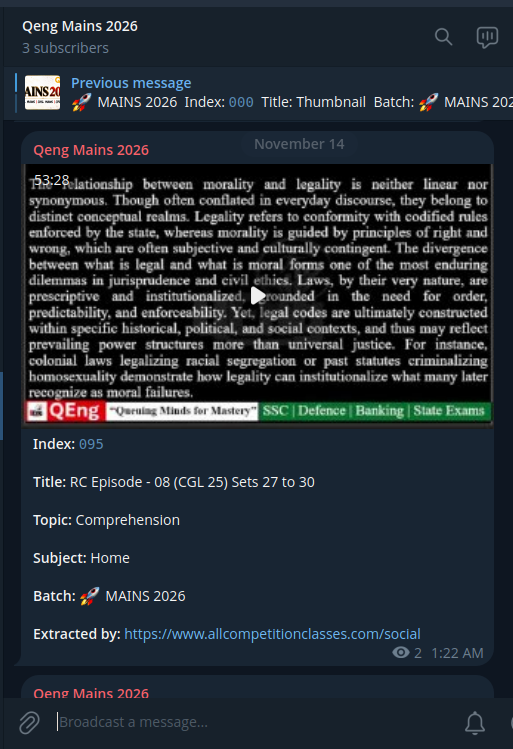 Qeng Mains 2026
3 subscribers
Previous message
🚀 MAINS 2026 Index: 000 Title: Thumbnail Batch: 🚀 MAINS 202
AINS 20
November 14
Qeng Mains 2026
53:28
The relationship between morality and legality is neither linear nor
synonymous. Though often conflated in everyday discourse, they belong to
distinct conceptual realms. Legality refers to conformity with codified rules
enforced by the state, whereas morality is guided by principles of right and
wrong, which are often subjective and culturally contingent. The divergence
between what is legal and what is moral forms one of the most enduring
dilemmas in jurisprudence and civil ethics. Laws, by their very nature, are
prescriptive and institutionalized, grounded in the need for order,
predictability, and enforceability. Yet, legal codes are ultimately constructed
within specific historical, political, and social contexts, and thus may reflect
prevailing power structures more than universal justice. For instance,
colonial laws legalizing racial segregation or past statutes criminalizing
homosexuality demonstrate how legality can institutionalize what many later
recognize as moral failures.
QEng "Queuing Minds for Mastery" SSC | Defence | Banking | State Exams
Index: 095
Title: RC Episode - 08 (CGL 25) Sets 27 to 30
Topic: Comprehension
Subject: Home
Batch: 🚀 MAINS 2026
Extracted by: https://www.allcompetitionclasses.com/social
2 1:22 AM
Qeng Mains 2026
Broadcast a message...